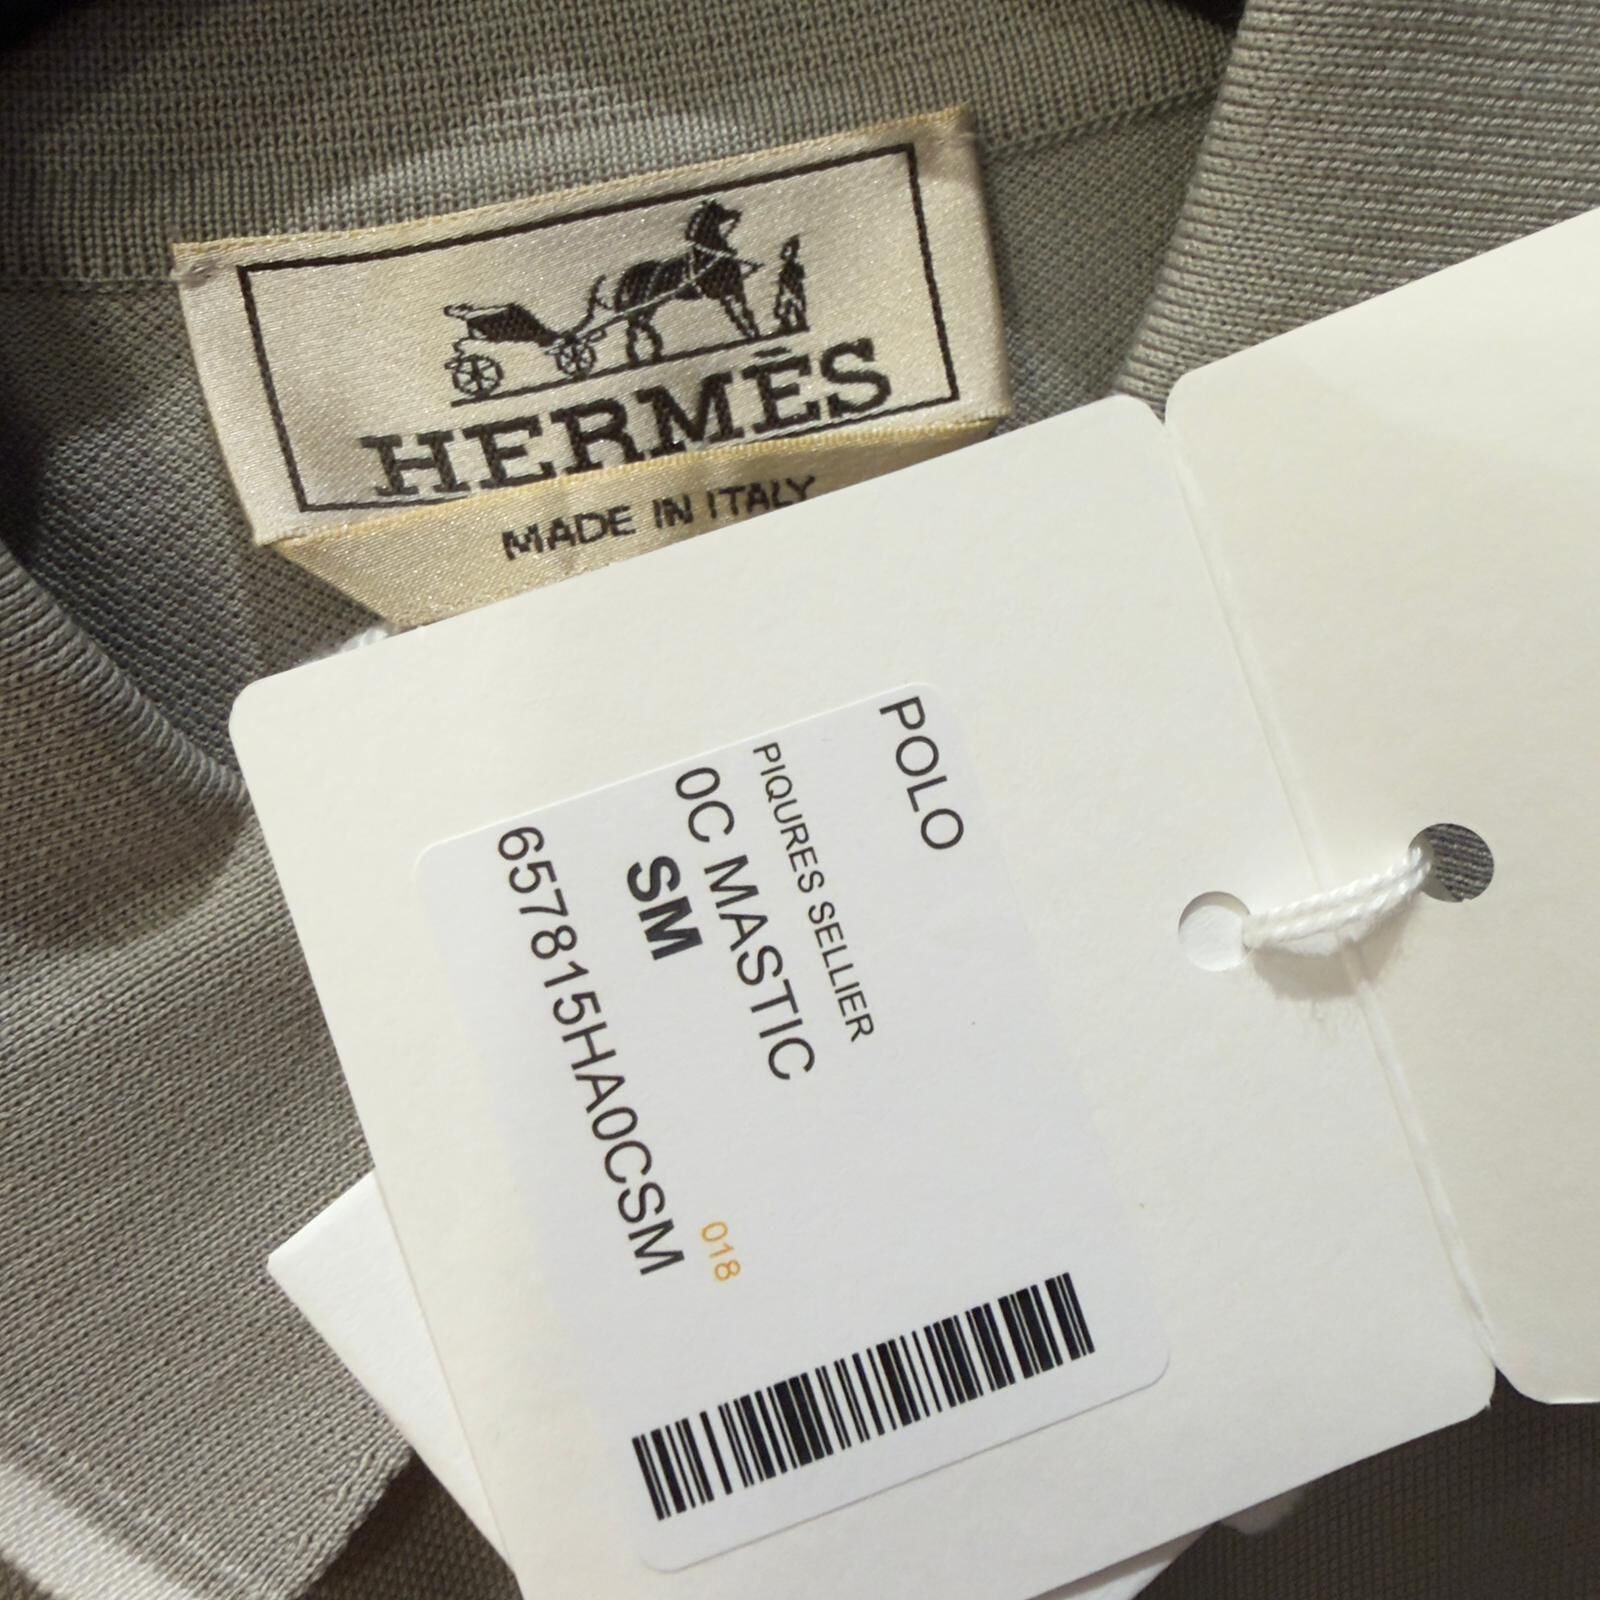 HERMÈS
MADE IN ITALY
POLO
PIQURES SELLIER
0C MASTIC
SM
657815HA0CSM
018